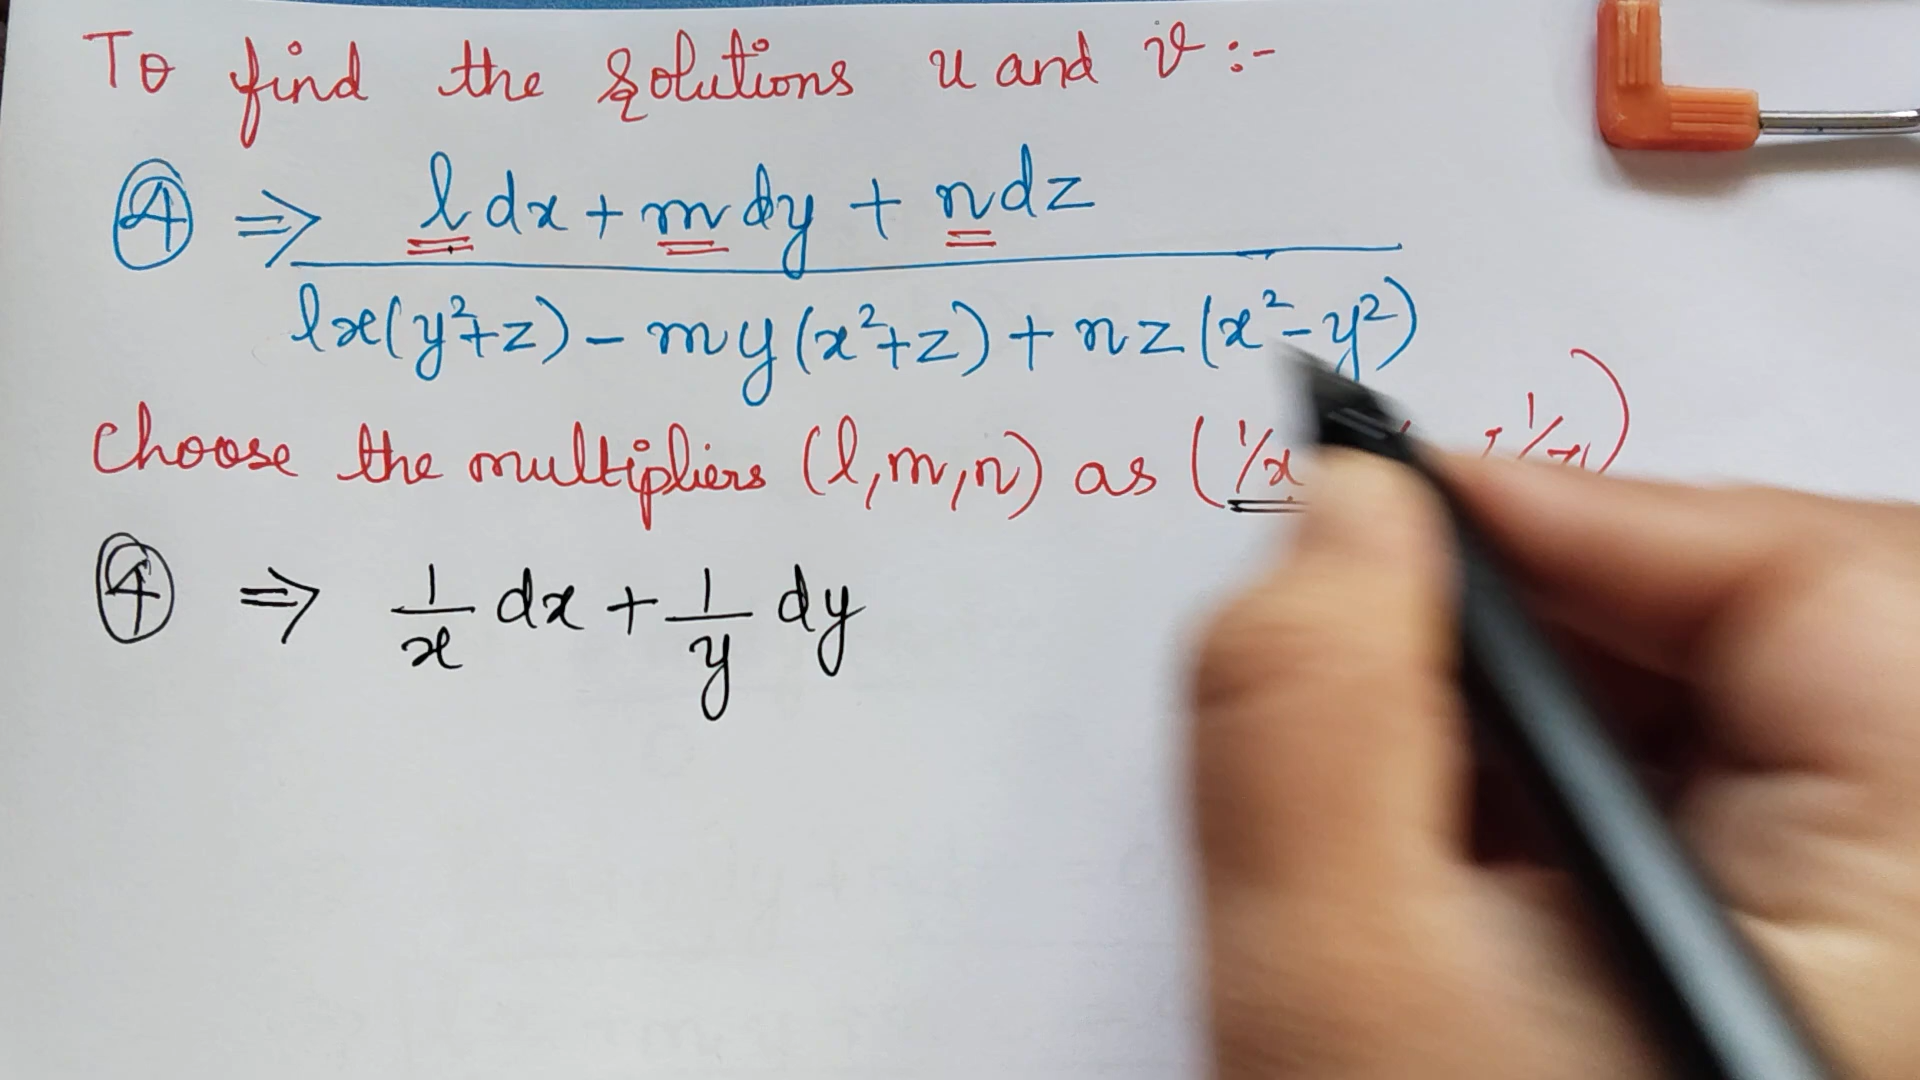 To find the solutions u and v :-
④ ⇒ l dx + m dy + n dz
lx(y²+z) - my(x²+z) + nz(x²-y²)
choose the multipliers (l,m,n) as (1/x
④ ⇒ 1/x dx + 1/y dy